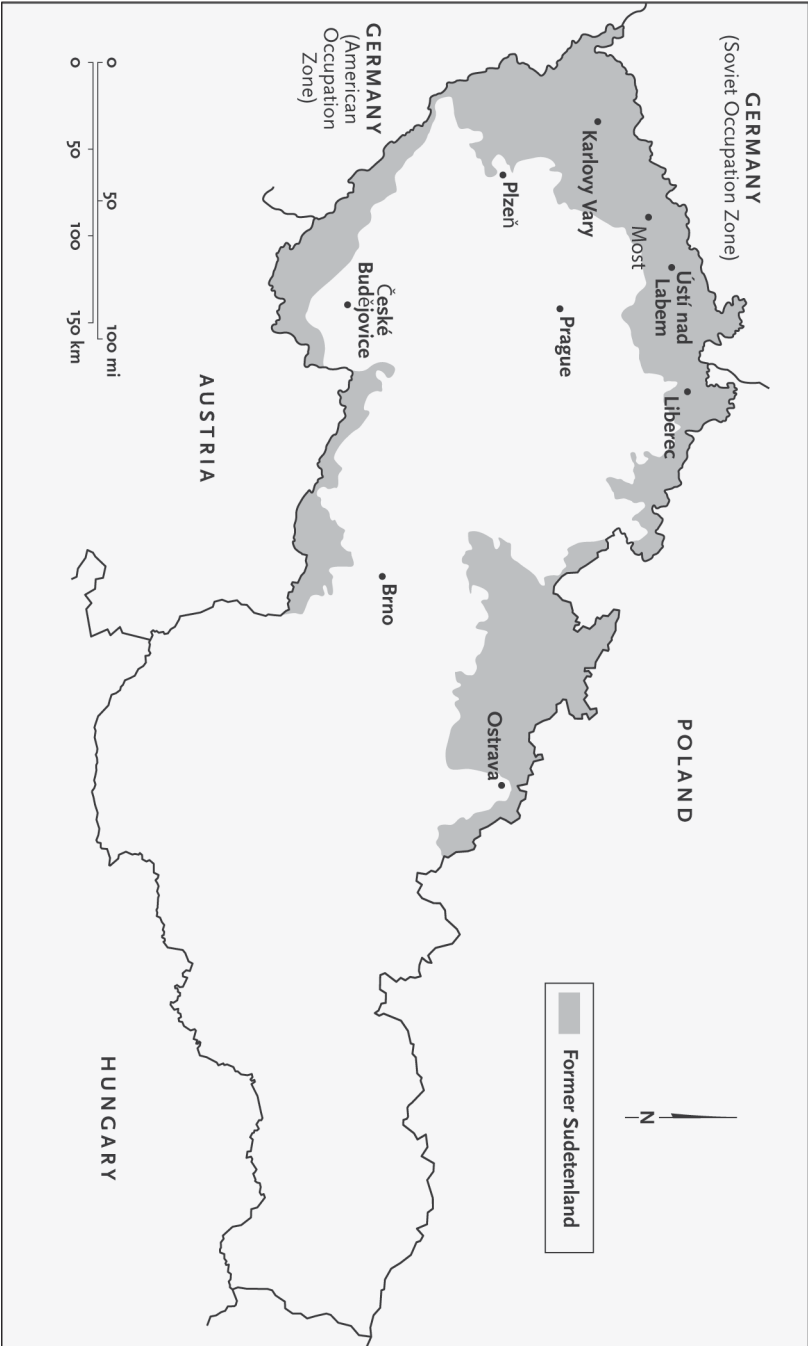 GERMANY
(Soviet Occupation Zone)
POLAND
N
Former Sudetenland
Karlovy Vary
Most
Ústí nad
Labem
Liberec
Plzeň
Prague
Ostrava
České
Budějovice
Brno
GERMANY
(American
Occupation
Zone)
AUSTRIA
HUNGARY
0 50 100 mi
0 50 100 150 km